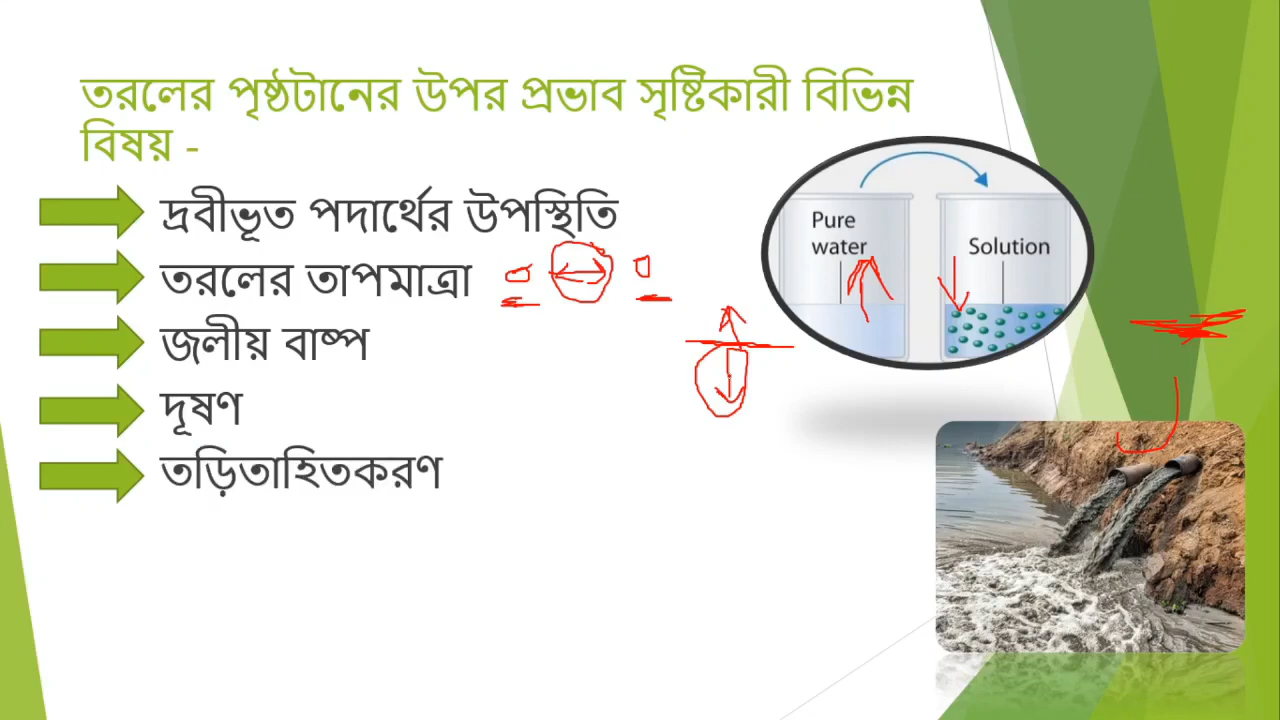 তরলের পৃষ্ঠটানের উপর প্রভাব সৃষ্টিকারী বিভিন্ন
বিষয় -
দ্রবীভূত পদার্থের উপস্থিতি
তরলের তাপমাত্রা
জলীয় বাষ্প
দূষণ
তড়িতাহিতকরণ
Pure
water
Solution